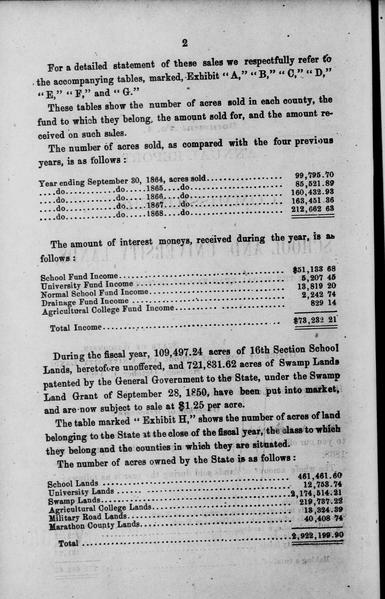 2
For a detailed statement of these sales we respectfully refer to
the accompanying tables, marked, Exhibit "A," "B," "C," "D,"
"E," "F," and "G."
These tables show the number of acres sold in each county, the
fund to which they belong, the amount sold for, and the amount re-
ceived on such sales.
The number of acres sold, as compared with the four previous
years, is as follows :
Year ending September 30, 1864, acres sold 99,795.70
do do 1865 do 85,521.89
do do 1866 do 160,432.93
do do 1867 do 163,451.36
do do 1868 do 212,662 63
The amount of interest moneys, received during the year, is as
follows :
School Fund Income $51,133 68
University Fund Income 5,207 45
Normal School Fund Income 13,819 20
Drainage Fund Income 2,242 74
Agricultural College Fund Income 829 14
Total Income $73,232 21
During the fiscal year, 109,497.24 acres of 16th Section School
Lands, heretofore unoffered, and 721,831.62 acres of Swamp Lands
patented by the General Government to the State, under the Swamp
Land Grant of September 28, 1850, have been put into market,
and are now subject to sale at $1.25 per acre.
The table marked "Exhibit H," shows the number of acres of land
belonging to the State at the close of the fiscal year, the class to which
they belong and the counties in which they are situated.
The number of acres owned by the State is as follows :
School Lands 461,461.60
University Lands 12,753.74
Swamp Lands 2,174,514.21
Agricultural College Lands 219,737.22
Military Road Lands 13,324.39
Marathon County Lands 40,408 74
Total 2,922,199.90